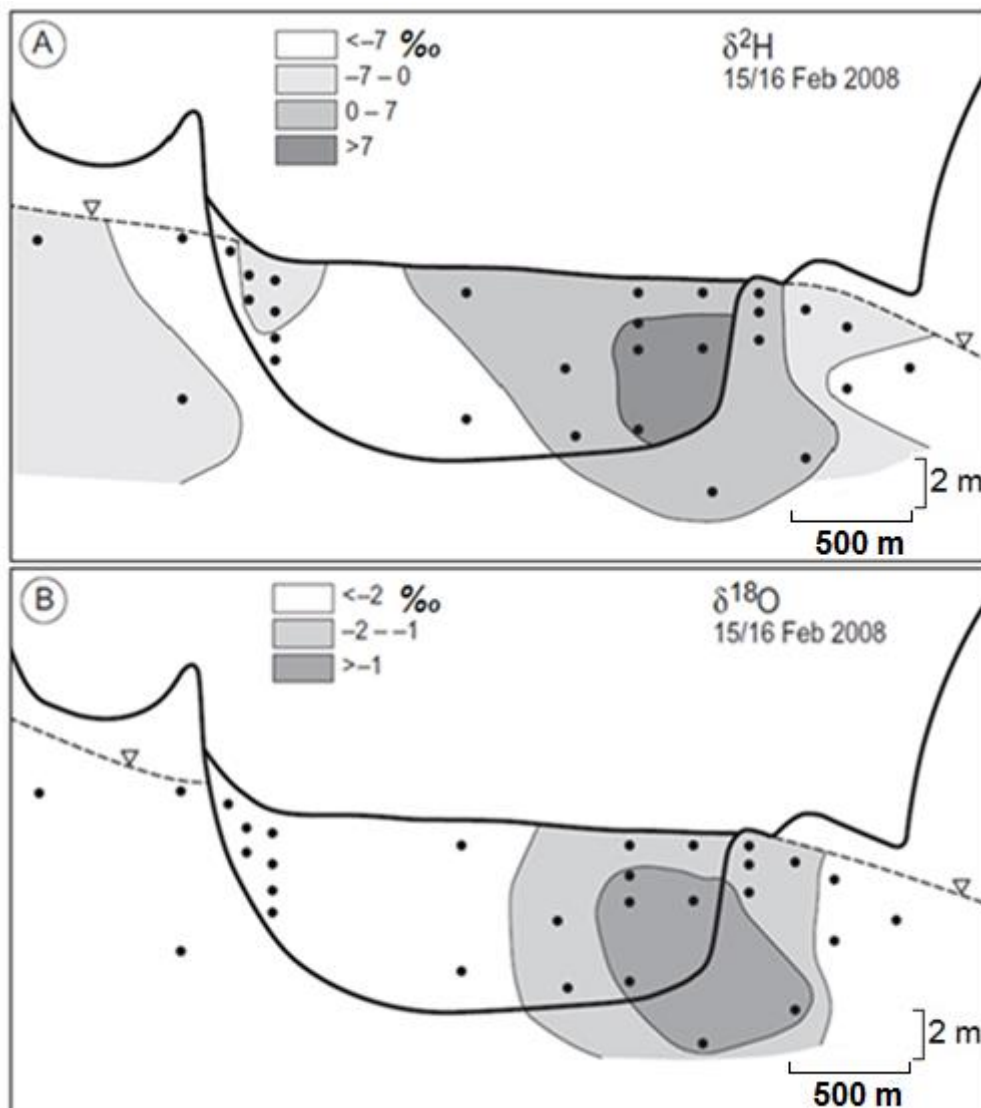 A
<–7 ‰
–7 – 0
0 – 7
>7
δ²H
15/16 Feb 2008
2 m
500 m
B
<–2 ‰
–2 – –1
>–1
δ¹⁸O
15/16 Feb 2008
2 m
500 m